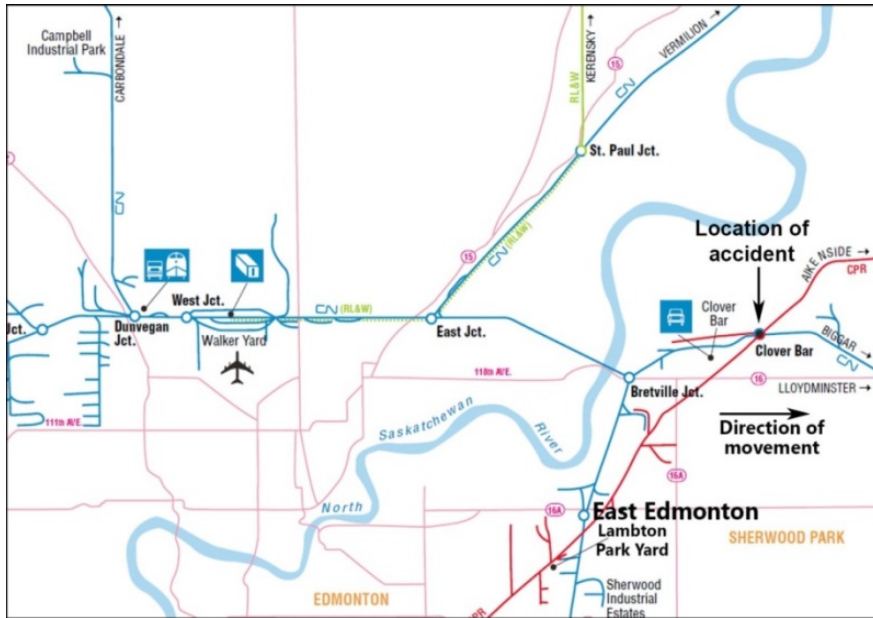 Campbell
Industrial Park
CARBONDALE →
CN
RL&W
KERENSKY →
15
VERMILION →
CN
St. Paul Jct.
Location of
accident
AIKENSIDE →
CPR
CN (RL&W)
15
West Jct.
CN (RL&W)
Clover
Bar
Jct.
Dunvegan
Jct.
Walker Yard
East Jct.
Clover Bar
BIGGAR →
CN
118th AVE.
16
LLOYDMINSTER →
Bretville Jct.
111th AVE.
Saskatchewan
River
Direction of
movement
16A
North
16A
East Edmonton
Lambton
Park Yard
SHERWOOD PARK
EDMONTON
Sherwood
Industrial
Estates
PR